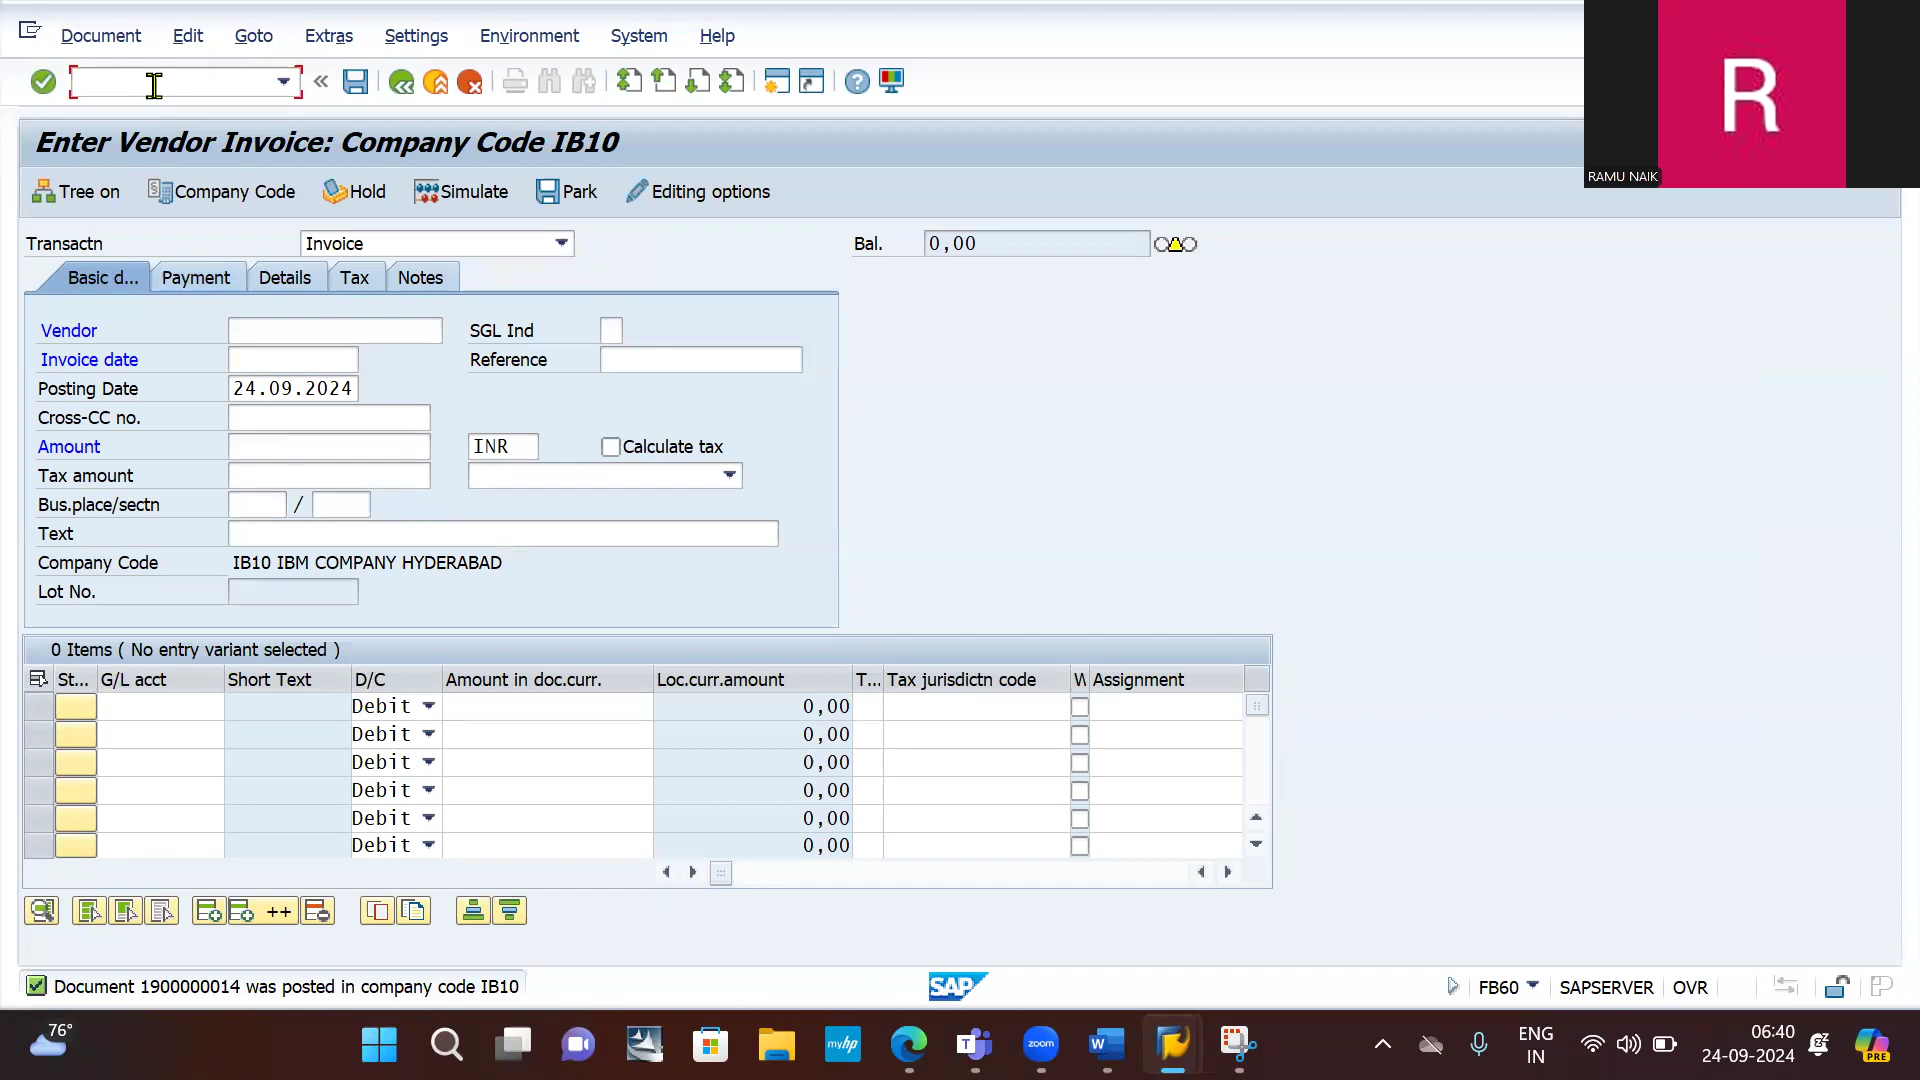 Document Edit Goto Extras Settings Environment System Help
Enter Vendor Invoice: Company Code IB10
R
RAMU NAIK
Tree on Company Code Hold Simulate Park Editing options
Transactn Invoice Bal. 0,00
Basic d... Payment Details Tax Notes
Vendor SGL Ind
Invoice date Reference
Posting Date 24.09.2024
Cross-CC no.
Amount INR Calculate tax
Tax amount
Bus.place/sectn /
Text
Company Code IB10 IBM COMPANY HYDERABAD
Lot No.
0 Items ( No entry variant selected )
St... G/L acct Short Text D/C Amount in doc.curr. Loc.curr.amount T... Tax jurisdictn code W Assignment
Debit 0,00
Debit 0,00
Debit 0,00
Debit 0,00
Debit 0,00
Debit 0,00
++
Document 1900000014 was posted in company code IB10 SAP FB60 SAPSERVER OVR
76° myhp zoom T W ENG IN 06:40 24-09-2024 PRE